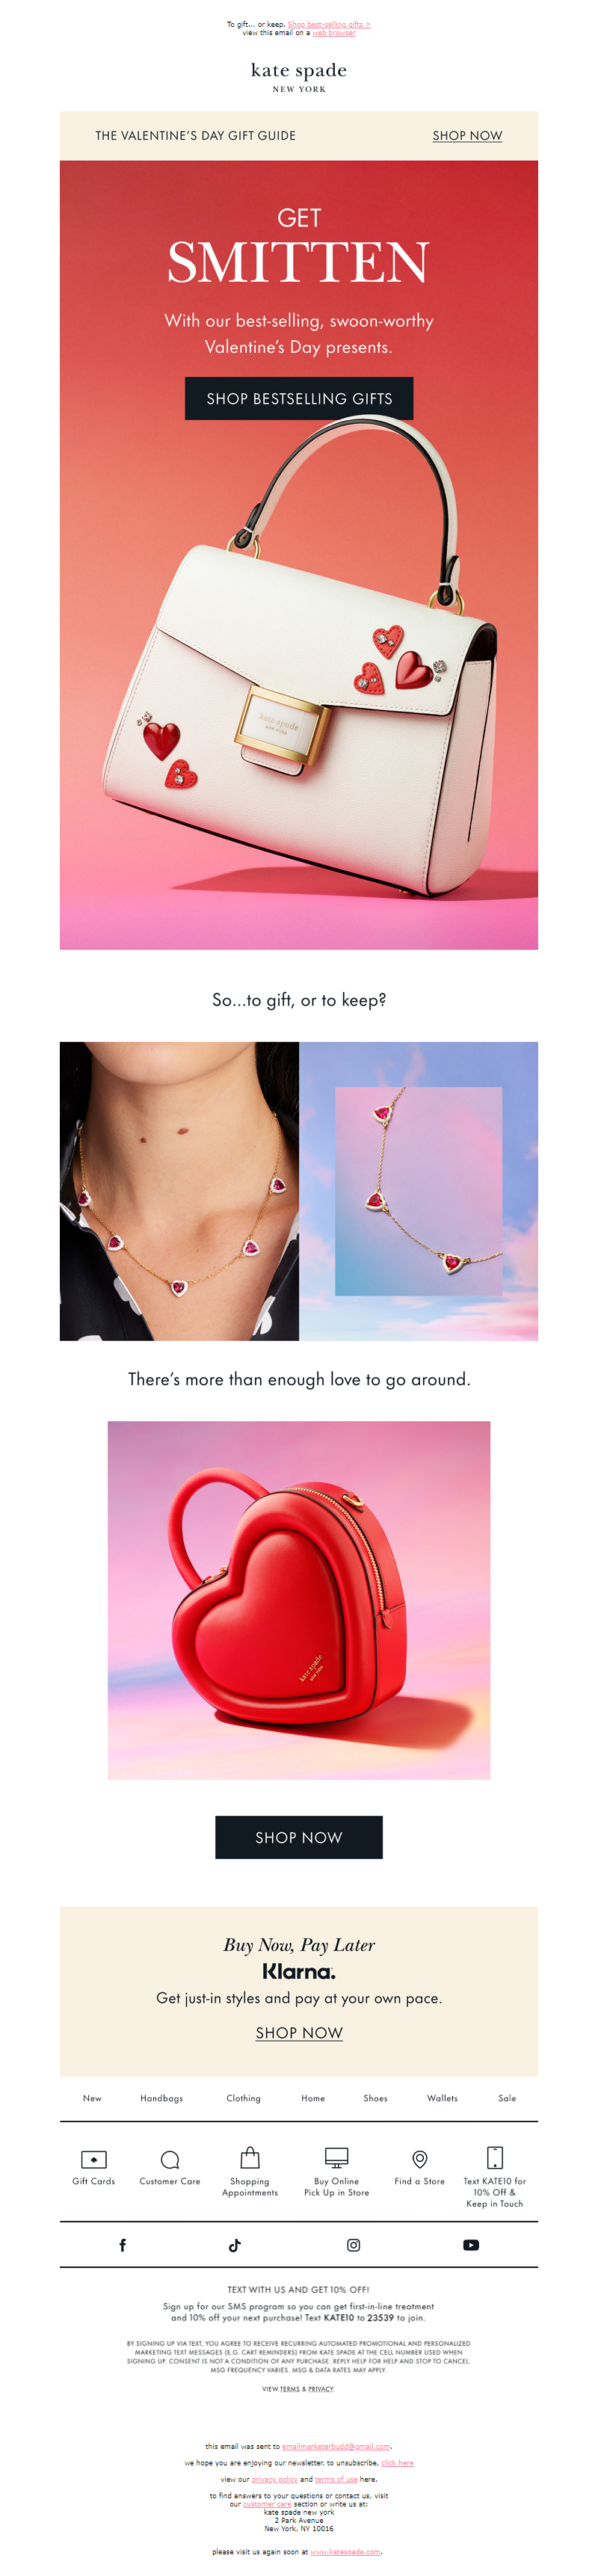 To gift... or keep. Shop best-selling gifts >
view this email on a web browser
kate spade
NEW YORK
THE VALENTINE'S DAY GIFT GUIDE SHOP NOW
GET
SMITTEN
With our best-selling, swoon-worthy
Valentine's Day presents.
SHOP BESTSELLING GIFTS
kate spade
NEW YORK
So...to gift, or to keep?
There's more than enough love to go around.
kate spade
NEW YORK
SHOP NOW
Buy Now, Pay Later
Klarna.
Get just-in styles and pay at your own pace.
SHOP NOW
New Handbags Clothing Home Shoes Wallets Sale
Gift Cards Customer Care Shopping Buy Online Find a Store Text KATE10 for
Appointments Pick Up in Store 10% Off &
Keep in Touch
TEXT WITH US AND GET 10% OFF!
Sign up for our SMS program so you can get first-in-line treatment
and 10% off your next purchase! Text KATE10 to 23539 to join.
BY SIGNING UP VIA TEXT, YOU AGREE TO RECEIVE RECURRING AUTOMATED PROMOTIONAL AND PERSONALIZED
MARKETING TEXT MESSAGES (E.G. CART REMINDERS) FROM KATE SPADE AT THE CELL NUMBER USED WHEN
SIGNING UP. CONSENT IS NOT A CONDITION OF ANY PURCHASE. REPLY HELP FOR HELP AND STOP TO CANCEL.
MSG FREQUENCY VARIES. MSG & DATA RATES MAY APPLY.
VIEW TERMS & PRIVACY.
this email was sent to emailmarketerbudd@gmail.com.
we hope you are enjoying our newsletter. to unsubscribe, click here
view our privacy policy and terms of use here.
to find answers to your questions or contact us, visit
our customer care section or write us at:
kate spade new york
2 Park Avenue
New York, NY 10016
please visit us again soon at www.katespade.com.